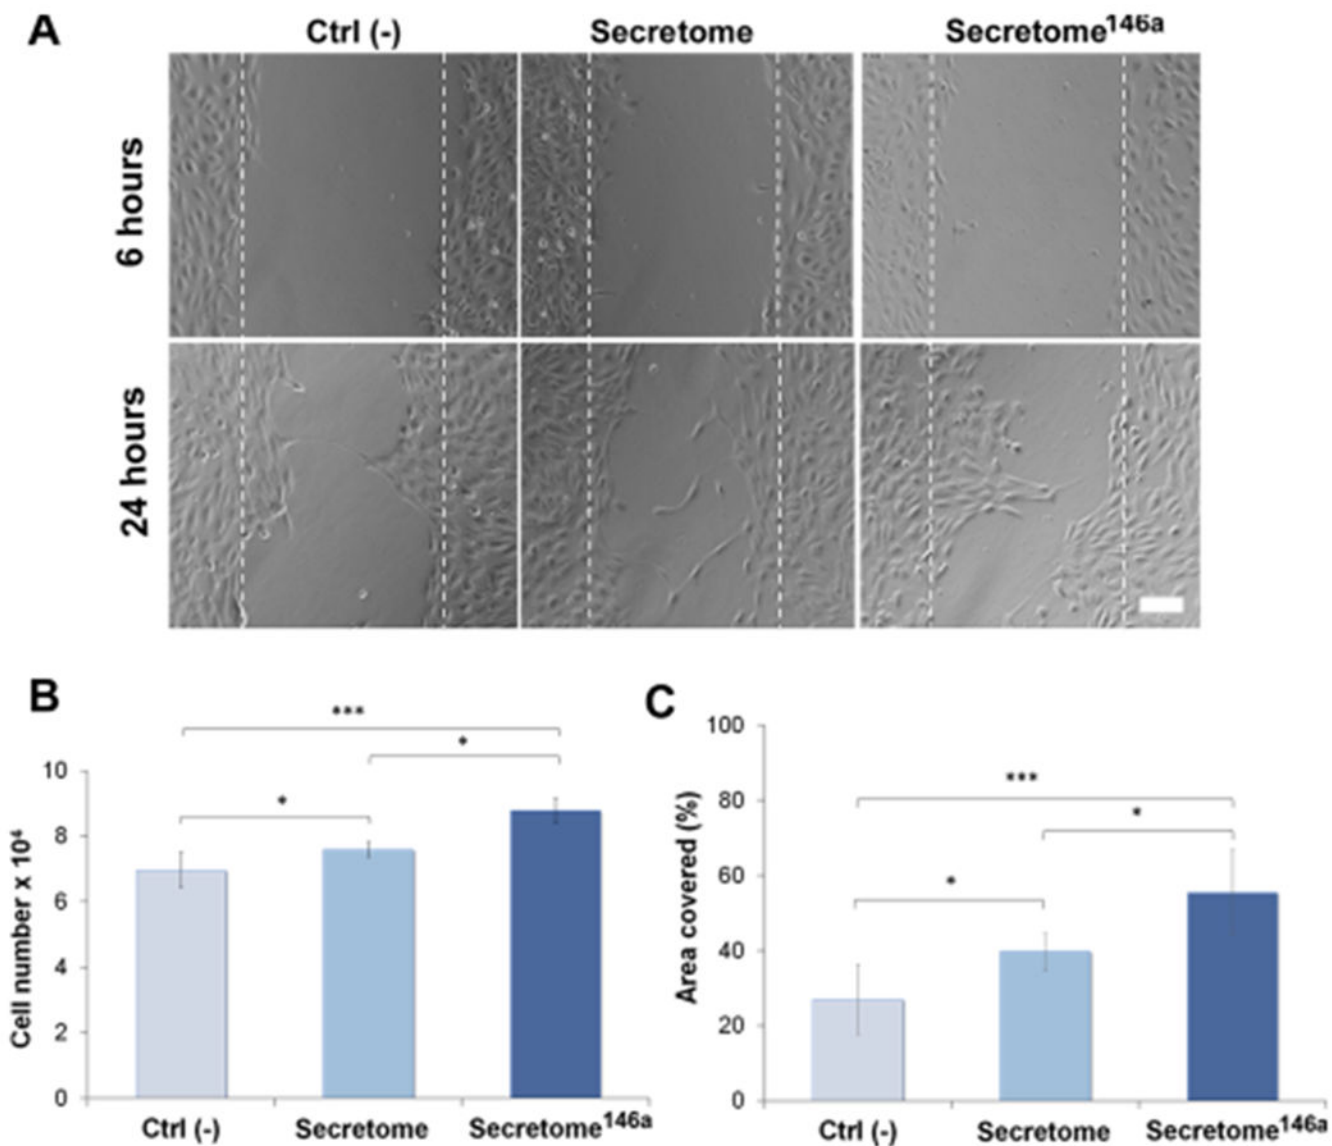 A
Ctrl (-) Secretome Secretome146a
6 hours
24 hours
B
***
*
*
10
8
6
4
2
0
Cell number x 10⁴
Ctrl (-) Secretome Secretome146a
C
***
*
*
100
80
60
40
20
0
Area covered (%)
Ctrl (-) Secretome Secretome146a